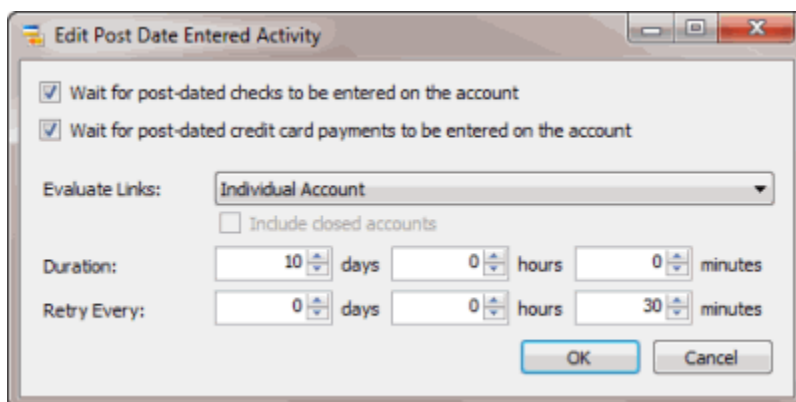 Edit Post Date Entered Activity
Wait for post-dated checks to be entered on the account
Wait for post-dated credit card payments to be entered on the account
Evaluate Links: Individual Account
Include closed accounts
Duration: 10 days 0 hours 0 minutes
Retry Every: 0 days 0 hours 30 minutes
OK Cancel